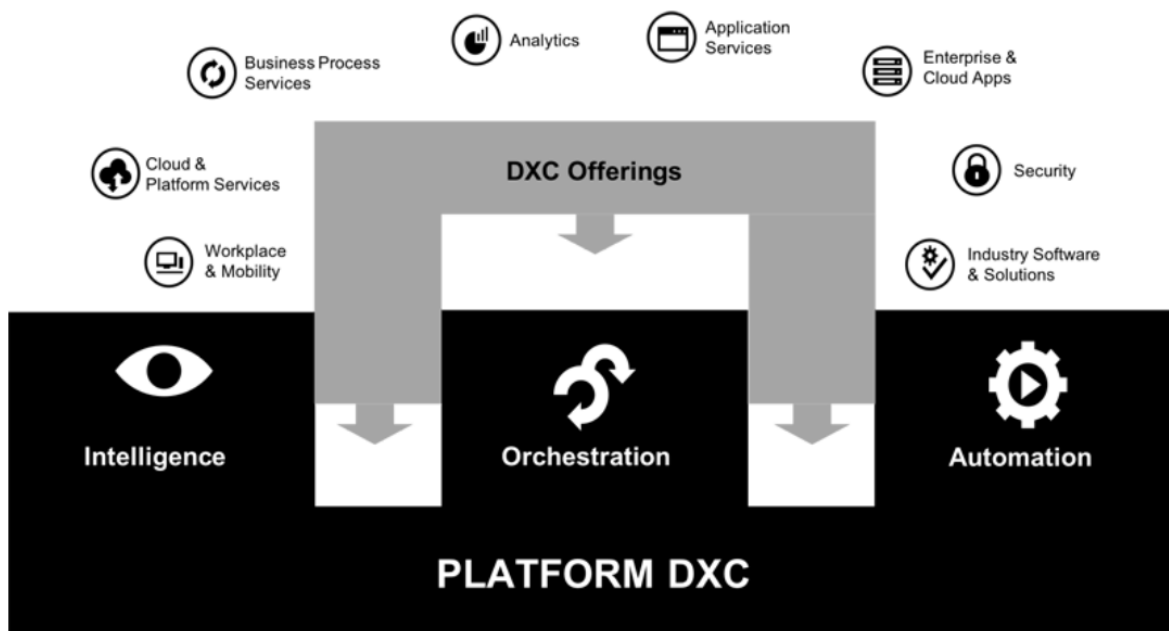 Analytics
Application
Services
Business Process
Services
Enterprise &
Cloud Apps
Cloud &
Platform Services
DXC Offerings
Security
Workplace
& Mobility
Industry Software
& Solutions
Intelligence
Orchestration
Automation
PLATFORM DXC